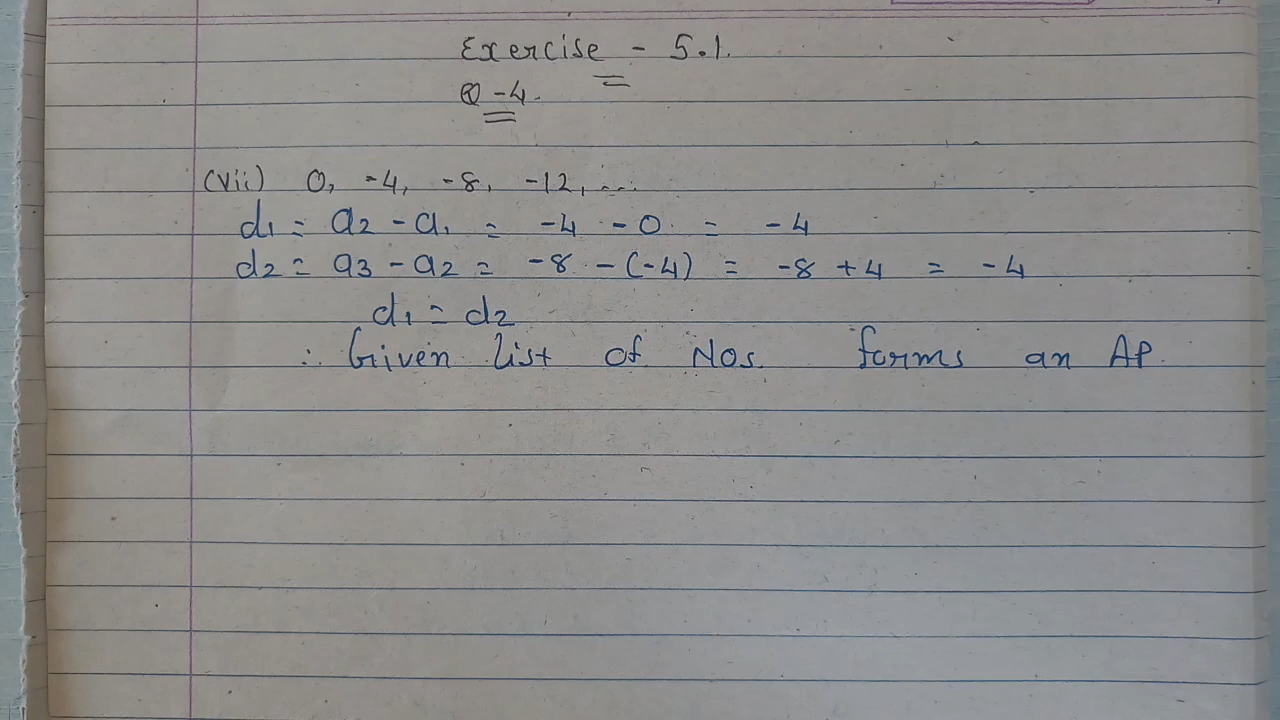 Exercise - 5.1.
Q-4.
(vii) 0, -4, -8, -12, ....
d1 = a2 - a1 = -4 - 0 = -4
d2 = a3 - a2 = -8 - (-4) = -8 + 4 = -4
d1 = d2
∴ Given list of Nos. forms an AP.